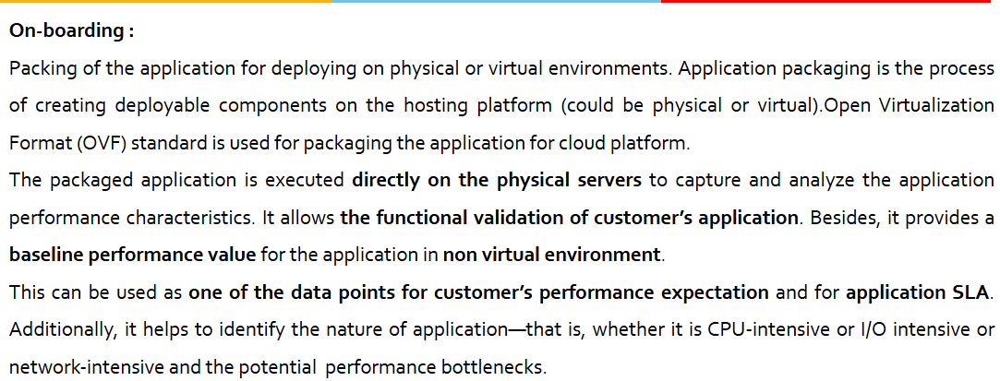 On-boarding :
Packing of the application for deploying on physical or virtual environments. Application packaging is the process
of creating deployable components on the hosting platform (could be physical or virtual).Open Virtualization
Format (OVF) standard is used for packaging the application for cloud platform.
The packaged application is executed directly on the physical servers to capture and analyze the application
performance characteristics. It allows the functional validation of customer’s application. Besides, it provides a
baseline performance value for the application in non virtual environment.
This can be used as one of the data points for customer’s performance expectation and for application SLA.
Additionally, it helps to identify the nature of application—that is, whether it is CPU-intensive or I/O intensive or
network-intensive and the potential performance bottlenecks.